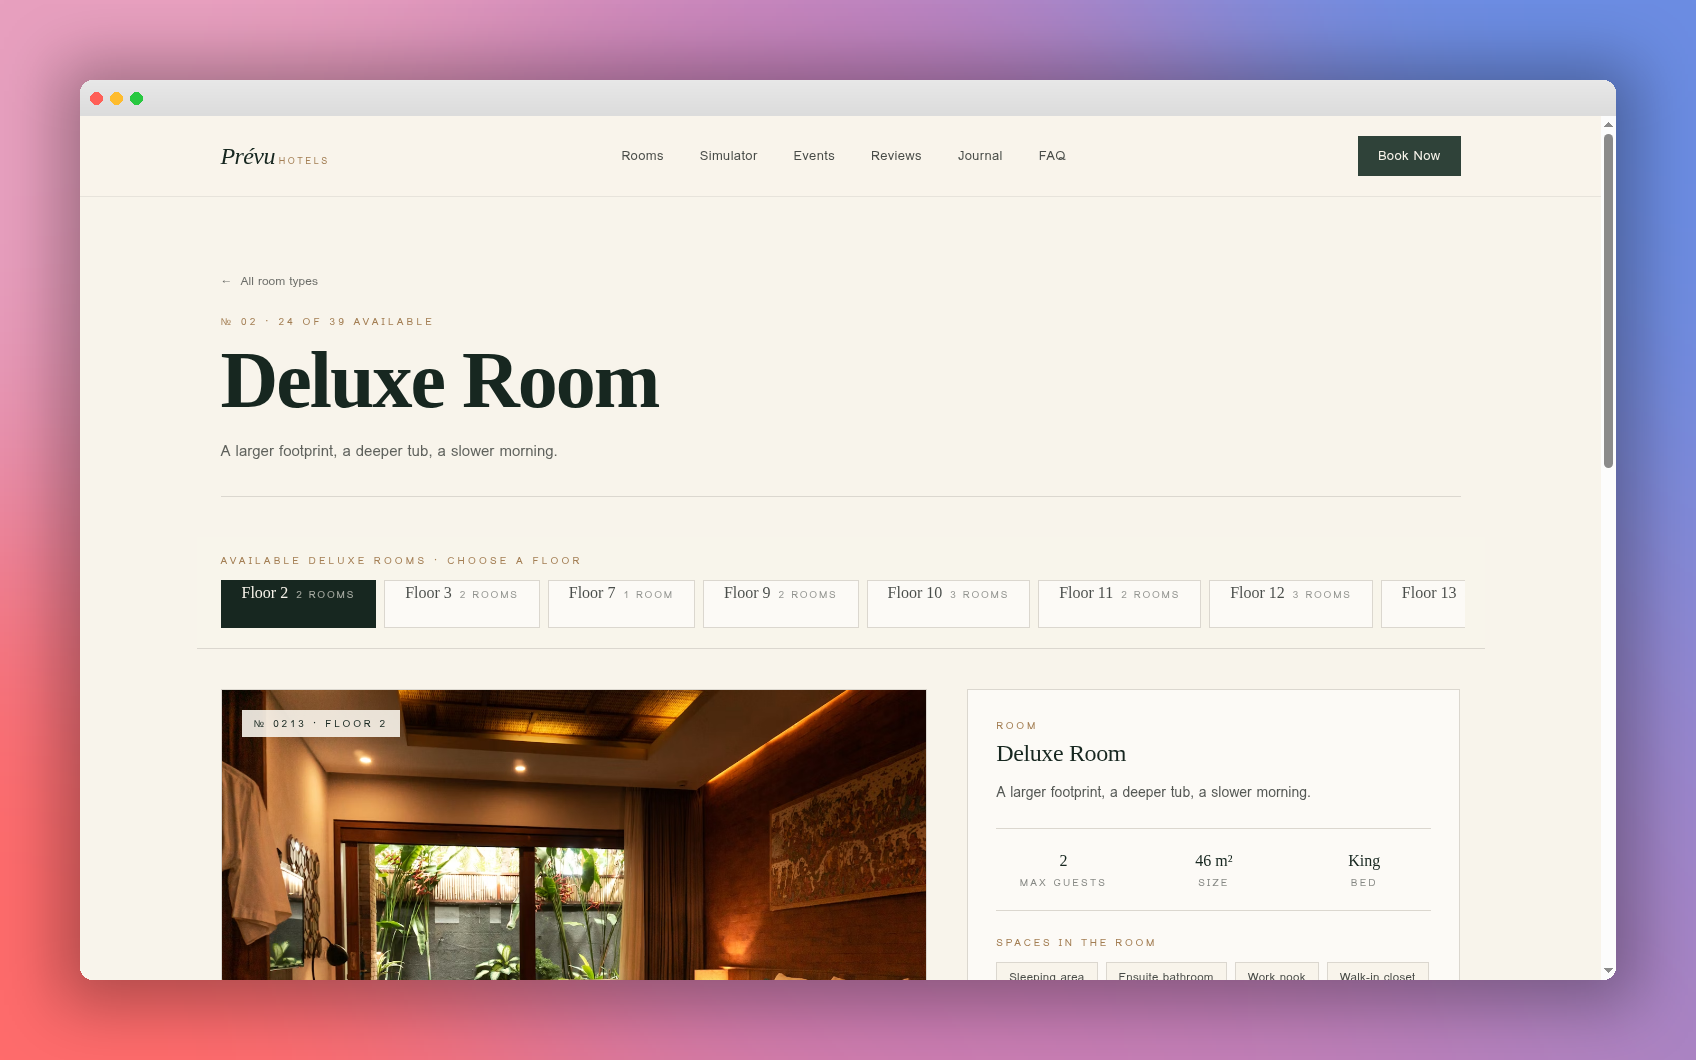 Prévu HOTELS
Rooms Simulator Events Reviews Journal FAQ
Book Now
← All room types
№ 02 · 24 OF 39 AVAILABLE
Deluxe Room
A larger footprint, a deeper tub, a slower morning.
AVAILABLE DELUXE ROOMS · CHOOSE A FLOOR
Floor 2 2 ROOMS
Floor 3 2 ROOMS
Floor 7 1 ROOM
Floor 9 2 ROOMS
Floor 10 3 ROOMS
Floor 11 2 ROOMS
Floor 12 3 ROOMS
Floor 13
№ 0213 · FLOOR 2
ROOM
Deluxe Room
A larger footprint, a deeper tub, a slower morning.
2 46 m² King
MAX GUESTS SIZE BED
SPACES IN THE ROOM
Sleeping area Ensuite bathroom Work nook Walk-in closet